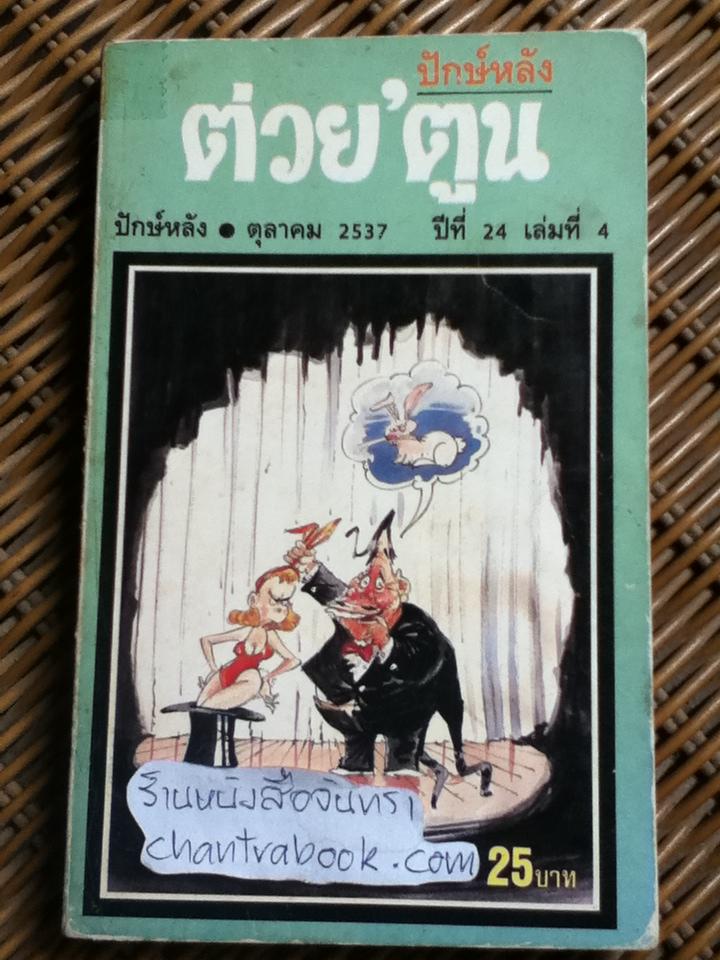 ปักษ์หลัง
ต่วย'ตูน
ปักษ์หลัง ● ตุลาคม 2537 ปีที่ 24 เล่มที่ 4
ร้านหนังสือจันทรา
chantrabook.com
25บาท